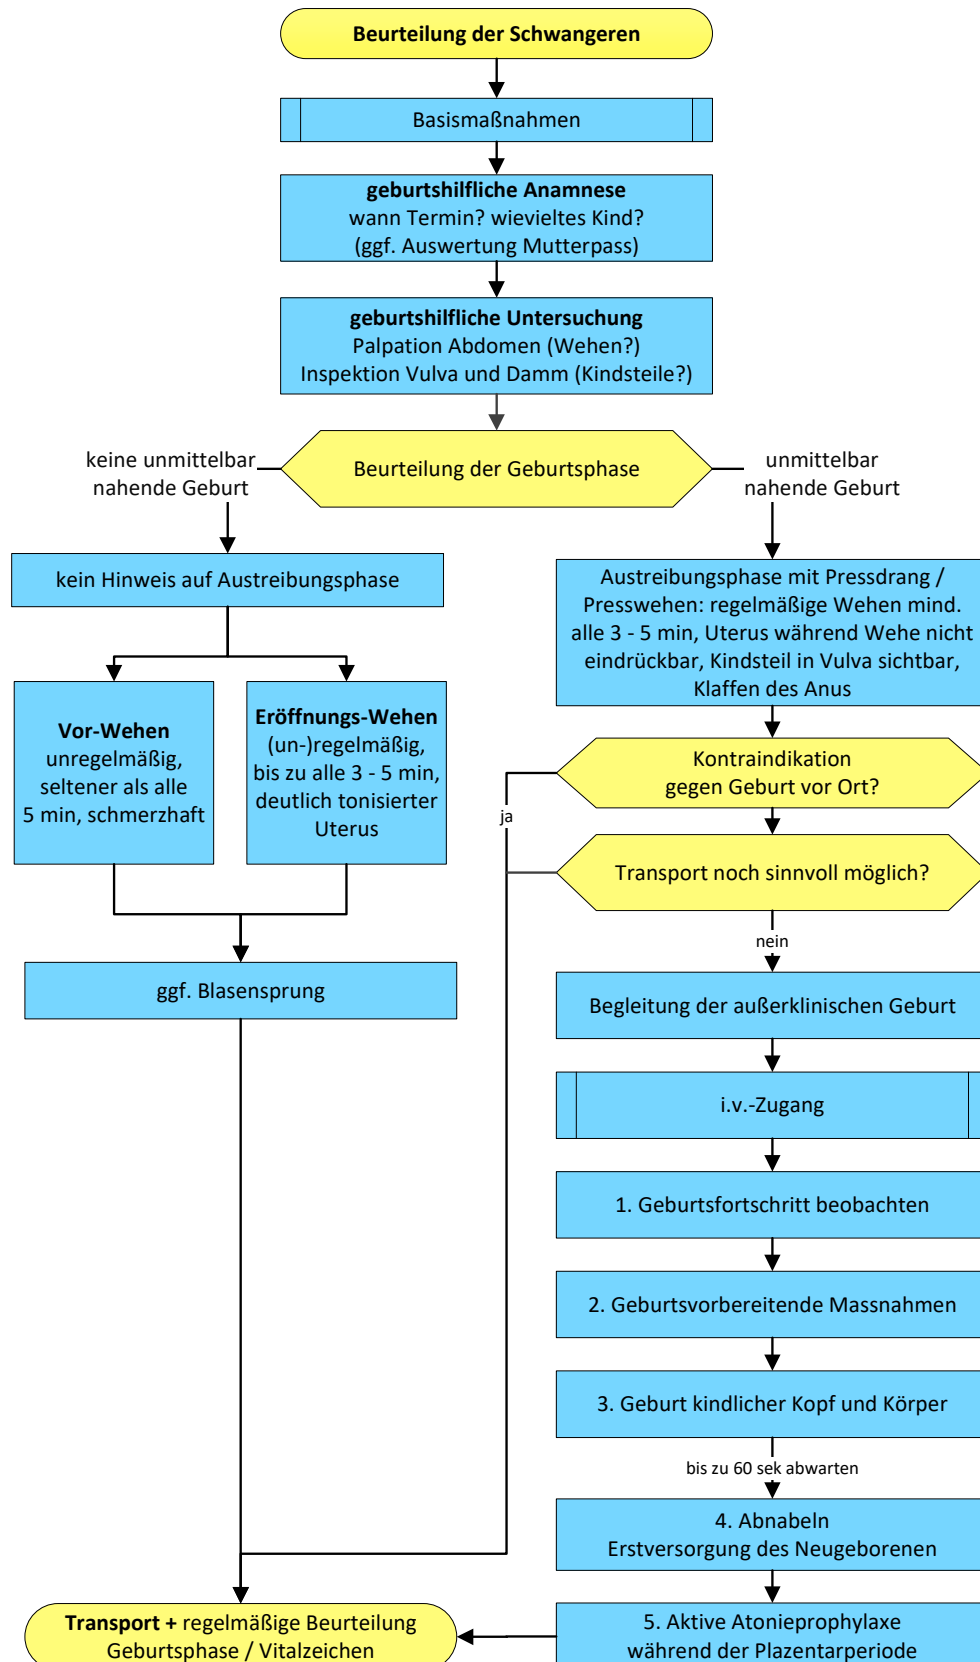 Beurteilung der Schwangeren
Basismaßnahmen
geburtshilfliche Anamnese
wann Termin? wievieltes Kind?
(ggf. Auswertung Mutterpass)
geburtshilfliche Untersuchung
Palpation Abdomen (Wehen?)
Inspektion Vulva und Damm (Kindsteile?)
Beurteilung der Geburtsphase
keine unmittelbar
nahende Geburt
unmittelbar
nahende Geburt
kein Hinweis auf Austreibungsphase
Austreibungsphase mit Pressdrang /
Presswehen: regelmäßige Wehen mind.
alle 3 - 5 min, Uterus während Wehe nicht
eindrückbar, Kindsteil in Vulva sichtbar,
Klaffen des Anus
Vor-Wehen
unregelmäßig,
seltener als alle
5 min, schmerzhaft
Eröffnungs-Wehen
(un-)regelmäßig,
bis zu alle 3 - 5 min,
deutlich tonisierter
Uterus
Kontraindikation
gegen Geburt vor Ort?
ja
Transport noch sinnvoll möglich?
nein
ggf. Blasensprung
Begleitung der außerklinischen Geburt
i.v.-Zugang
1. Geburtsfortschritt beobachten
2. Geburtsvorbereitende Massnahmen
3. Geburt kindlicher Kopf und Körper
bis zu 60 sek abwarten
4. Abnabeln
Erstversorgung des Neugeborenen
5. Aktive Atonieprophylaxe
während der Plazentarperiode
Transport + regelmäßige Beurteilung
Geburtsphase / Vitalzeichen